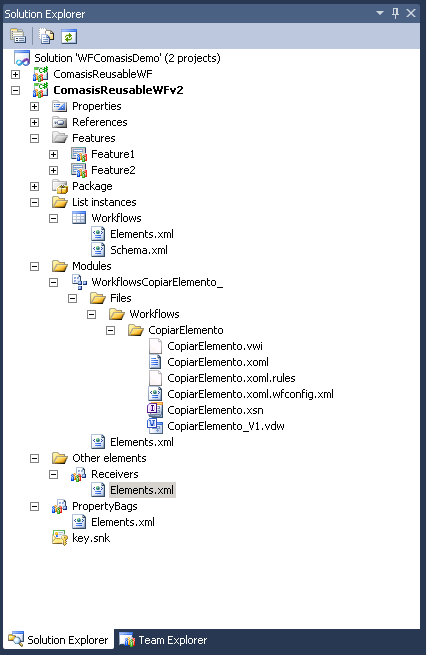 Solution Explorer
Solution 'WFComasisDemo' (2 projects)
ComasisReusableWF
ComasisReusableWFv2
Properties
References
Features
Feature1
Feature2
Package
List instances
Workflows
Elements.xml
Schema.xml
Modules
WorkflowsCopiarElemento_
Files
Workflows
CopiarElemento
CopiarElemento.vwi
CopiarElemento.xoml
CopiarElemento.xoml.rules
CopiarElemento.xoml.wfconfig.xml
CopiarElemento.xsn
CopiarElemento_V1.vdw
Elements.xml
Other elements
Receivers
Elements.xml
PropertyBags
Elements.xml
key.snk
Solution Explorer Team Explorer